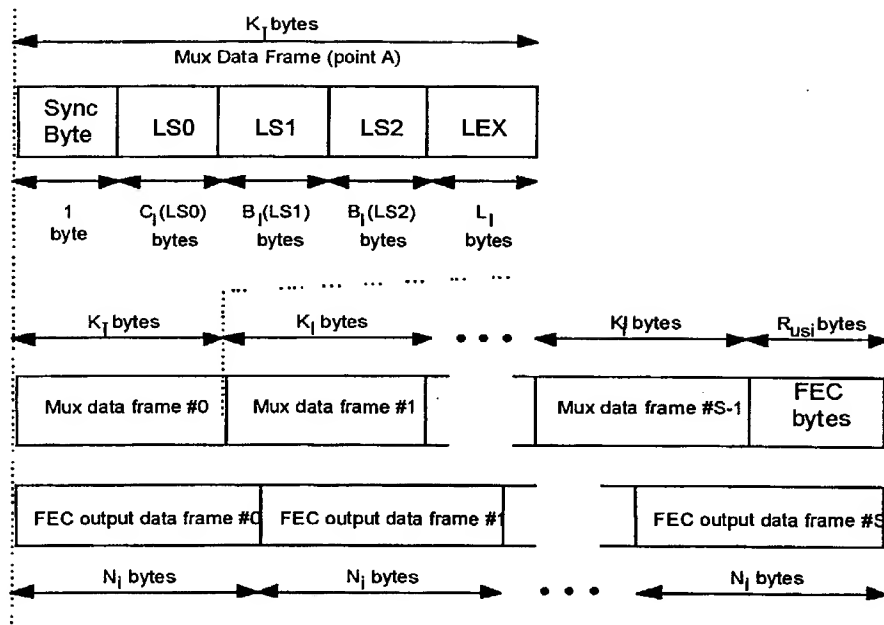 K_I bytes
Mux Data Frame (point A)
Sync Byte LS0 LS1 LS2 LEX
1 byte C_I(LS0) bytes B_I(LS1) bytes B_I(LS2) bytes L_I bytes
K_I bytes K_I bytes K_I bytes R_usi bytes
Mux data frame #0 Mux data frame #1 Mux data frame #S-1 FEC bytes
FEC output data frame #0 FEC output data frame #1 FEC output data frame #S
N_i bytes N_i bytes N_i bytes